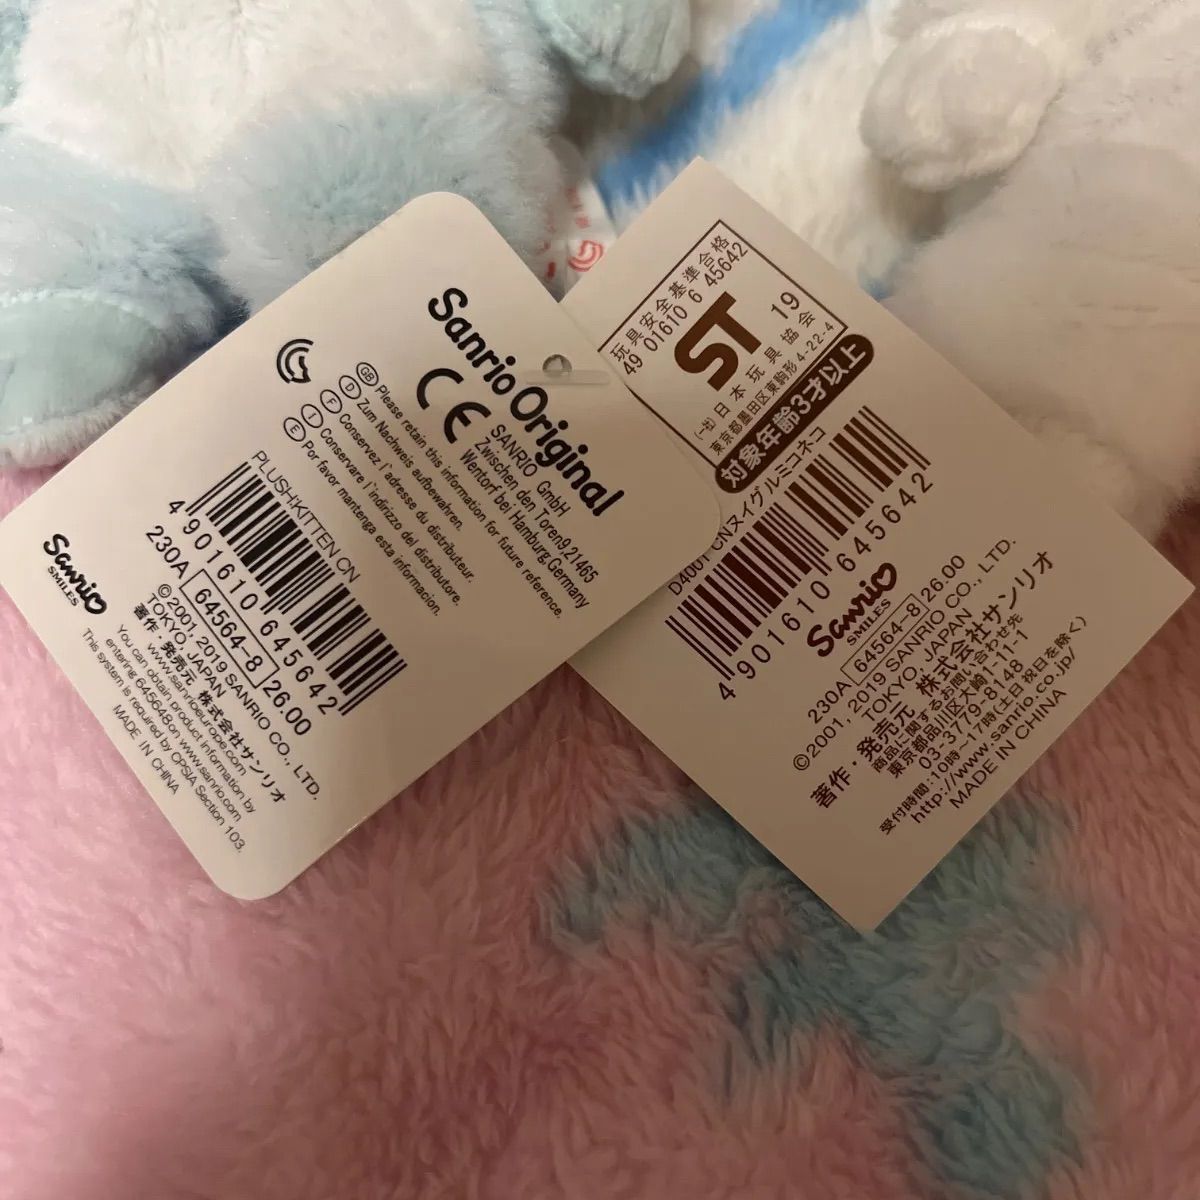 Sanrio Original
CE
SANRIO GmbH
Zwischen den Toren9,21465
Wentorf bei Hamburg,Germany
GB Please retain this information for future reference.
D Zum Nachweis aufbewahren.
F Conservez l'adresse du distributeur.
I Conservare l'indirizzo del distributore.
E Por favor mantenga esta informacion.
PLUSH'KITTEN CN
4 901610 645642
230A 64564-8 26.00
©2001, 2019 SANRIO CO., LTD.
TOKYO, JAPAN
著作・発売元 株式会社サンリオ
www.sanrioeurope.com
You can obtain product information by
entering 645648on www.sanrio.com
This system is required by CPSIA Section 103.
MADE IN CHINA
Sanrio
SMILES
玩具安全基準合格
49 01610 6 45642
ST 19
(一社)日本玩具協会
東京都墨田区東駒形 4-22-4
対象年齢3才以上
D4001 CNヌイグルミコネコ
4 901610 645642
Sanrio
SMILES
230A 64564-8 26.00
©2001, 2019 SANRIO CO., LTD.
TOKYO, JAPAN
著作・発売元 株式会社サンリオ
商品に関するお問い合わせ先
東京都品川区大崎1-11-1
03-3779-8148
受付時間:10時〜17時(土日祝日を除く)
http://www.sanrio.co.jp/
MADE IN CHINA